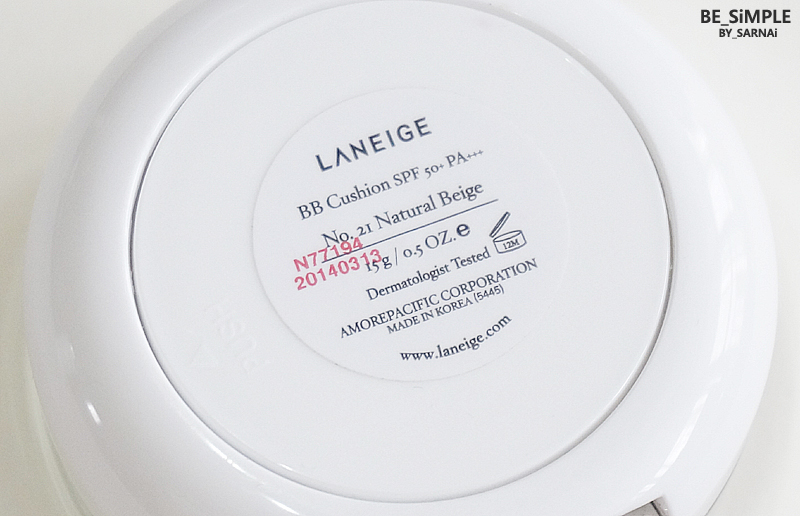 BE_SiMPLE
BY_SARNAi
LANEIGE
BB Cushion SPF 50+ PA+++
No. 21 Natural Beige
N77194
20140313
15 g / 0.5 OZ. e
12M
Dermatologist Tested
AMOREPACIFIC CORPORATION
MADE IN KOREA (5445)
www.laneige.com